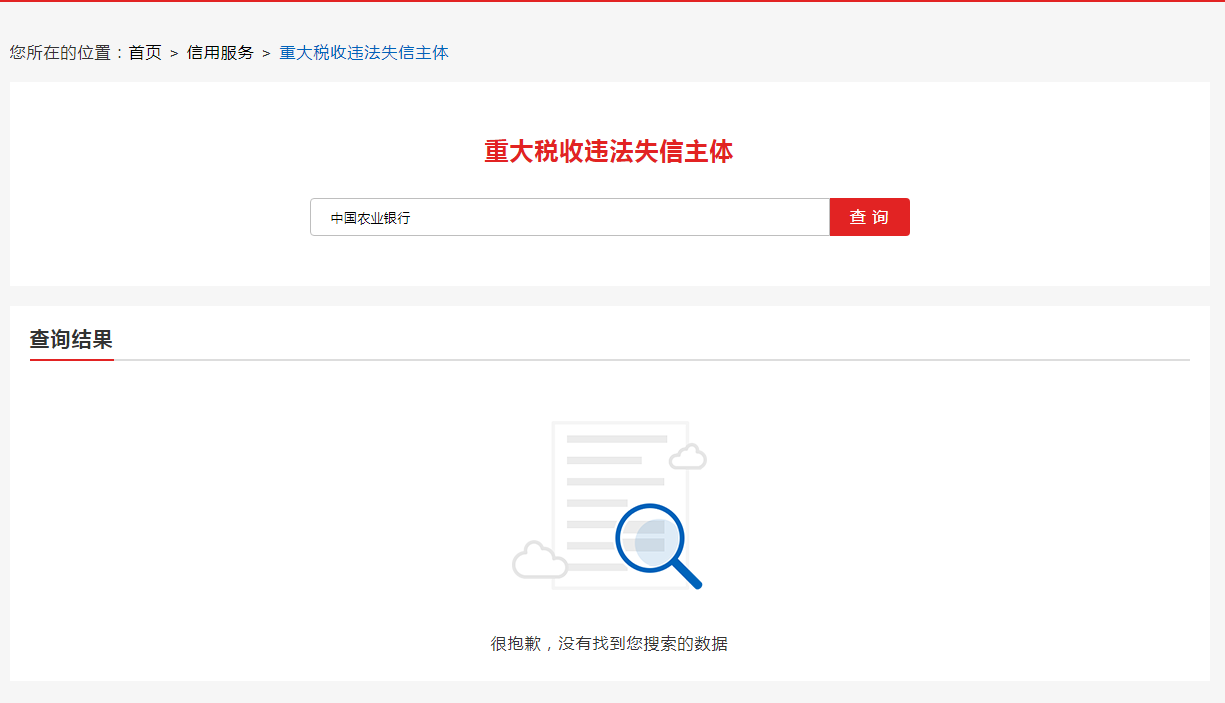 您所在的位置：首页 > 信用服务 > 重大税收违法失信主体
重大税收违法失信主体
中国农业银行
查 询
查询结果
很抱歉，没有找到您搜索的数据